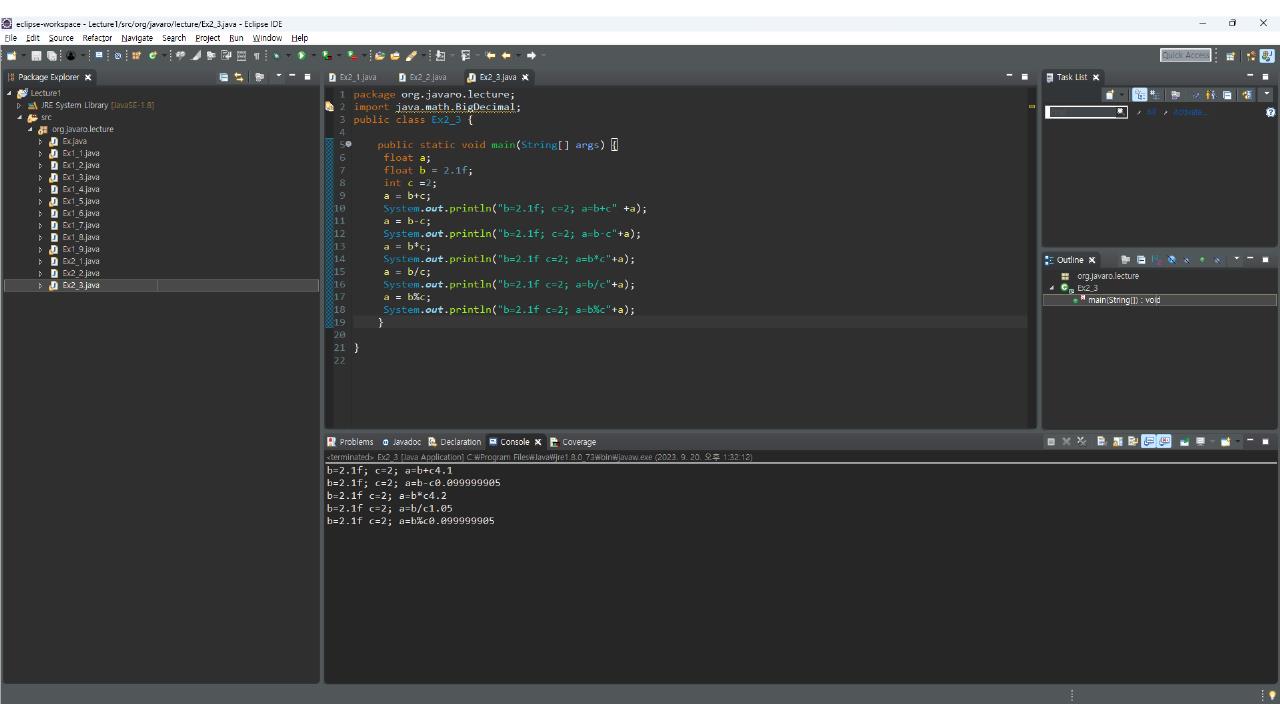 eclipse-workspace - Lecture1/src/org/javaro/lecture/Ex2_3.java - Eclipse IDE
File Edit Source Refactor Navigate Search Project Run Window Help
Quick Access
Package Explorer
Lecture1
JRE System Library [JavaSE-1.8]
src
org.javaro.lecture
Ex.java
Ex1_1.java
Ex1_2.java
Ex1_3.java
Ex1_4.java
Ex1_5.java
Ex1_6.java
Ex1_7.java
Ex1_8.java
Ex1_9.java
Ex2_1.java
Ex2_2.java
Ex2_3.java
Ex2_1.java Ex2_2.java Ex2_3.java
1 package org.javaro.lecture;
2 import java.math.BigDecimal;
3 public class Ex2_3 {
4
5 public static void main(String[] args) {
6 float a;
7 float b = 2.1f;
8 int c =2;
9 a = b+c;
10 System.out.println("b=2.1f; c=2; a=b+c" +a);
11 a = b-c;
12 System.out.println("b=2.1f; c=2; a=b-c"+a);
13 a = b*c;
14 System.out.println("b=2.1f c=2; a=b*c"+a);
15 a = b/c;
16 System.out.println("b=2.1f c=2; a=b/c"+a);
17 a = b%c;
18 System.out.println("b=2.1f c=2; a=b%c"+a);
19 }
20
21 }
22
Task List
All Activate...
Outline
org.javaro.lecture
Ex2_3
main(String[]) : void
Problems Javadoc Declaration Console Coverage
<terminated> Ex2_3 [Java Application] C:₩Program Files₩Java₩jre1.8.0_73₩bin₩javaw.exe (2023. 9. 20. 오후 1:32:12)
b=2.1f; c=2; a=b+c4.1
b=2.1f; c=2; a=b-c0.099999905
b=2.1f c=2; a=b*c4.2
b=2.1f c=2; a=b/c1.05
b=2.1f c=2; a=b%c0.099999905